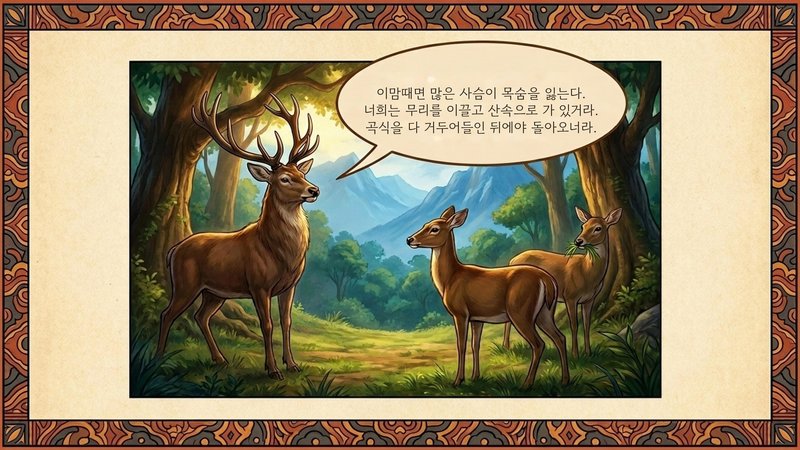 이맘때면 많은 사슴이 목숨을 잃는다.
너희는 무리를 이끌고 산속으로 가 있거라.
곡식을 다 거두어들인 뒤에야 돌아오너라.